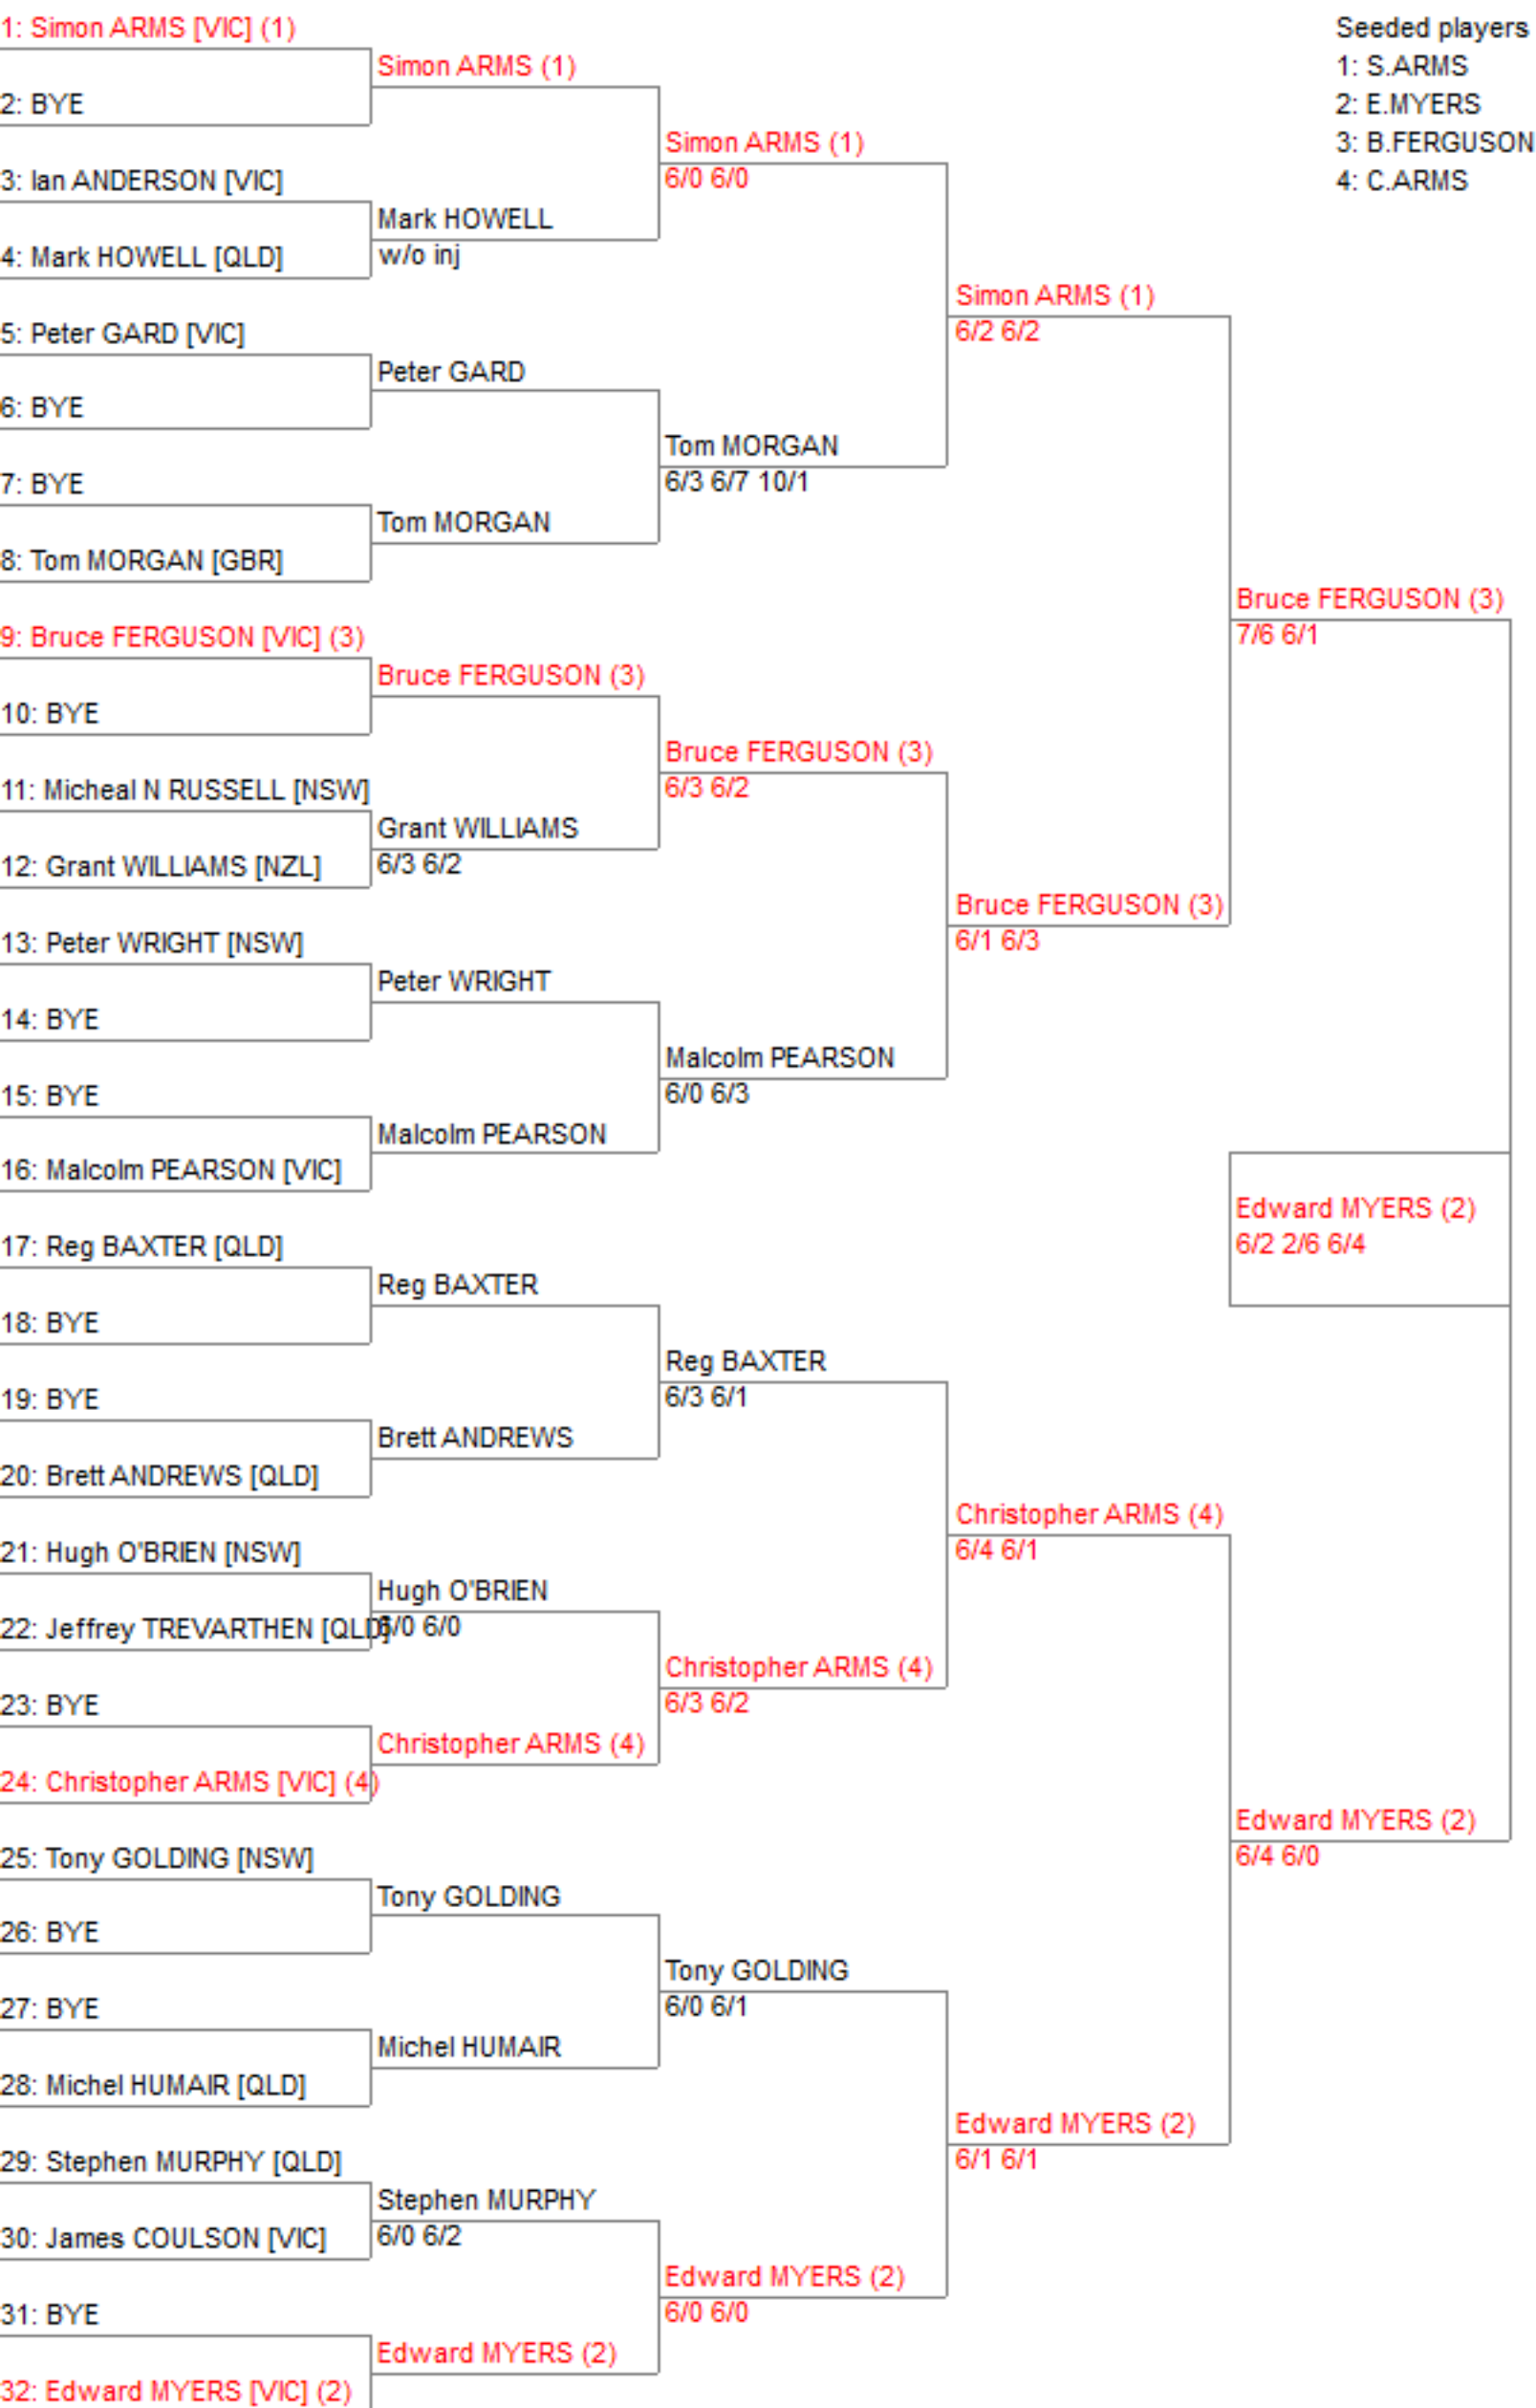 1: Simon ARMS [VIC] (1)
2: BYE
3: Ian ANDERSON [VIC]
4: Mark HOWELL [QLD]
5: Peter GARD [VIC]
6: BYE
7: BYE
8: Tom MORGAN [GBR]
9: Bruce FERGUSON [VIC] (3)
10: BYE
11: Micheal N RUSSELL [NSW]
12: Grant WILLIAMS [NZL]
13: Peter WRIGHT [NSW]
14: BYE
15: BYE
16: Malcolm PEARSON [VIC]
17: Reg BAXTER [QLD]
18: BYE
19: BYE
20: Brett ANDREWS [QLD]
21: Hugh O'BRIEN [NSW]
22: Jeffrey TREVARTHEN [QLD]
23: BYE
24: Christopher ARMS [VIC] (4)
25: Tony GOLDING [NSW]
26: BYE
27: BYE
28: Michel HUMAIR [QLD]
29: Stephen MURPHY [QLD]
30: James COULSON [VIC]
31: BYE
32: Edward MYERS [VIC] (2)
Simon ARMS (1)
Mark HOWELL
w/o inj
Peter GARD
Tom MORGAN
Bruce FERGUSON (3)
Grant WILLIAMS
6/3 6/2
Peter WRIGHT
Malcolm PEARSON
Reg BAXTER
Brett ANDREWS
Hugh O'BRIEN
6/0 6/0
Christopher ARMS (4)
Tony GOLDING
Michel HUMAIR
Stephen MURPHY
6/0 6/2
Edward MYERS (2)
Simon ARMS (1)
6/0 6/0
Tom MORGAN
6/3 6/7 10/1
Bruce FERGUSON (3)
6/3 6/2
Malcolm PEARSON
6/0 6/3
Reg BAXTER
6/3 6/1
Christopher ARMS (4)
6/3 6/2
Tony GOLDING
6/0 6/1
Edward MYERS (2)
6/0 6/0
Simon ARMS (1)
6/2 6/2
Bruce FERGUSON (3)
6/1 6/3
Christopher ARMS (4)
6/4 6/1
Edward MYERS (2)
6/1 6/1
Bruce FERGUSON (3)
7/6 6/1
Edward MYERS (2)
6/4 6/0
Edward MYERS (2)
6/2 2/6 6/4
Seeded players
1: S.ARMS
2: E.MYERS
3: B.FERGUSON
4: C.ARMS